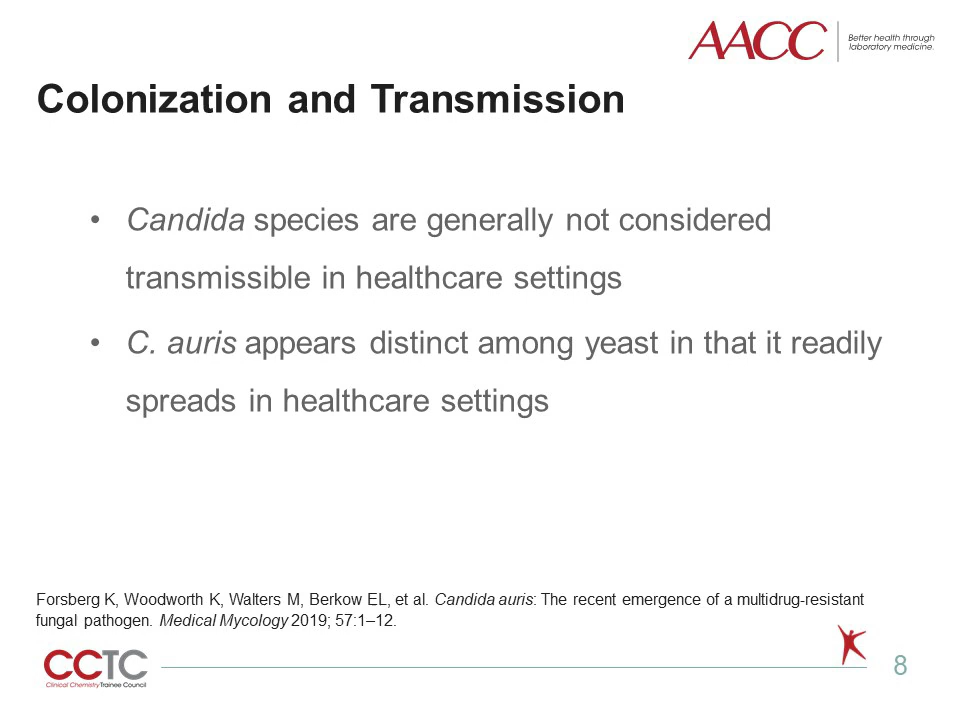 AACC
Better health through
laboratory medicine.
Colonization and Transmission
• Candida species are generally not considered
transmissible in healthcare settings
• C. auris appears distinct among yeast in that it readily
spreads in healthcare settings
Forsberg K, Woodworth K, Walters M, Berkow EL, et al. Candida auris: The recent emergence of a multidrug-resistant
fungal pathogen. Medical Mycology 2019; 57:1–12.
CCTC
Clinical Chemistry Trainee Council
8